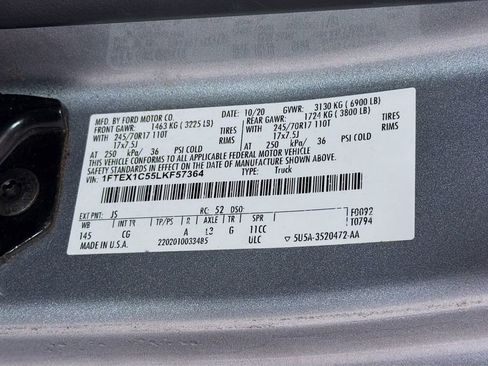 MFD. BY FORD MOTOR CO.
10/20 GVWR: 3130 KG ( 6900 LB)
FRONT GAWR: 1463 KG ( 3225 LB)
REAR GAWR: 1724 KG ( 3800 LB)
245/70R17 110T TIRES
245/70R17 110T TIRES
17x7.5J RIMS
17x7.5J RIMS
AT 250 kPa/ 36 PSI COLD
AT 250 kPa/ 36 PSI COLD
THIS VEHICLE CONFORMS TO ALL APPLICABLE FEDERAL MOTOR VEHICLE
SAFETY STANDARDS IN EFFECT ON THE DATE OF MANUFACTURE SHOWN ABOVE.
VIN: 1FTEX1C55LKF57364
TYPE: Truck
EXT PNT: JS RC: 52 DSO: F0092
WB INT TR TP/PS R AXLE TR SPR T0794
145 CG A L3 G 11CC
MADE IN U.S.A. 2202010033485 ULC 5U5A-3520472-AA